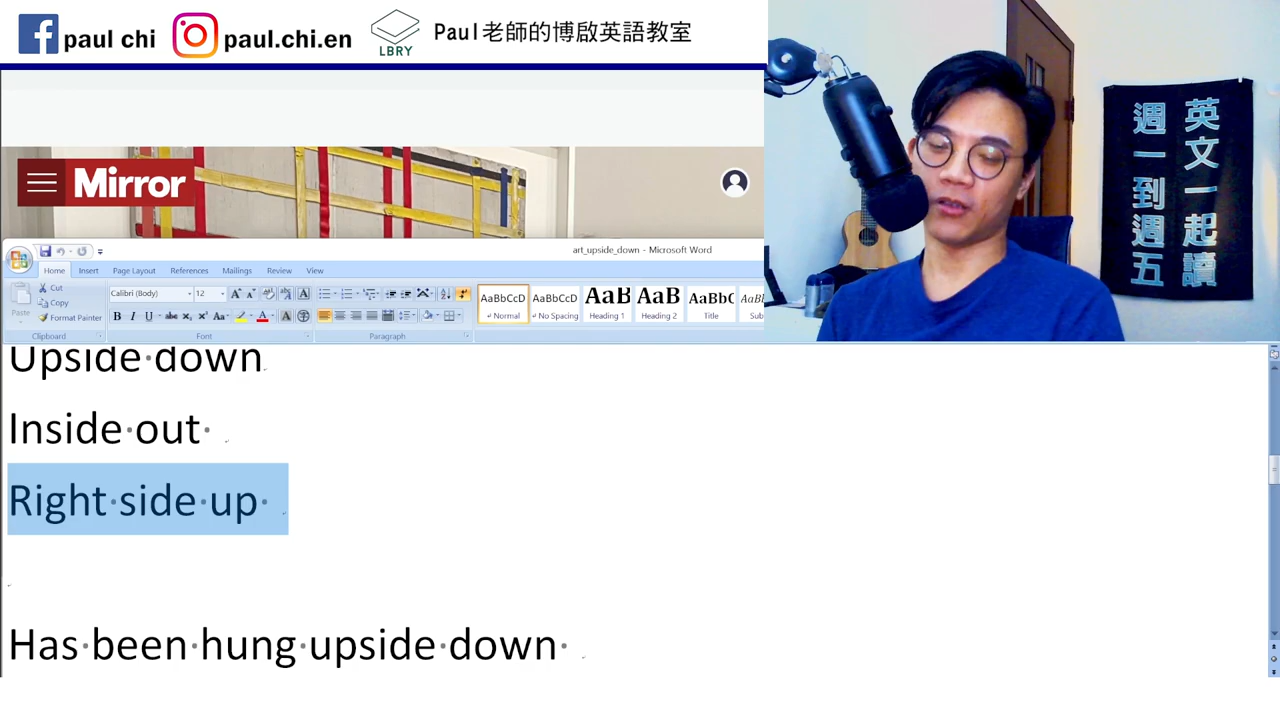 paul chi
paul.chi.en
LBRY
Paul老師的博啟英語教室
Mirror
art_upside_down - Microsoft Word
Home Insert Page Layout References Mailings Review View
Paste
Cut
Copy
Format Painter
Clipboard
Calibri (Body) 12
Font
Paragraph
AaBbCcD
Normal
AaBbCcD
No Spacing
AaB
Heading 1
AaB
Heading 2
AaBbC
Title
Upside down
Inside out
Right side up
Has been hung upside down
英文一起讀
週一到週五